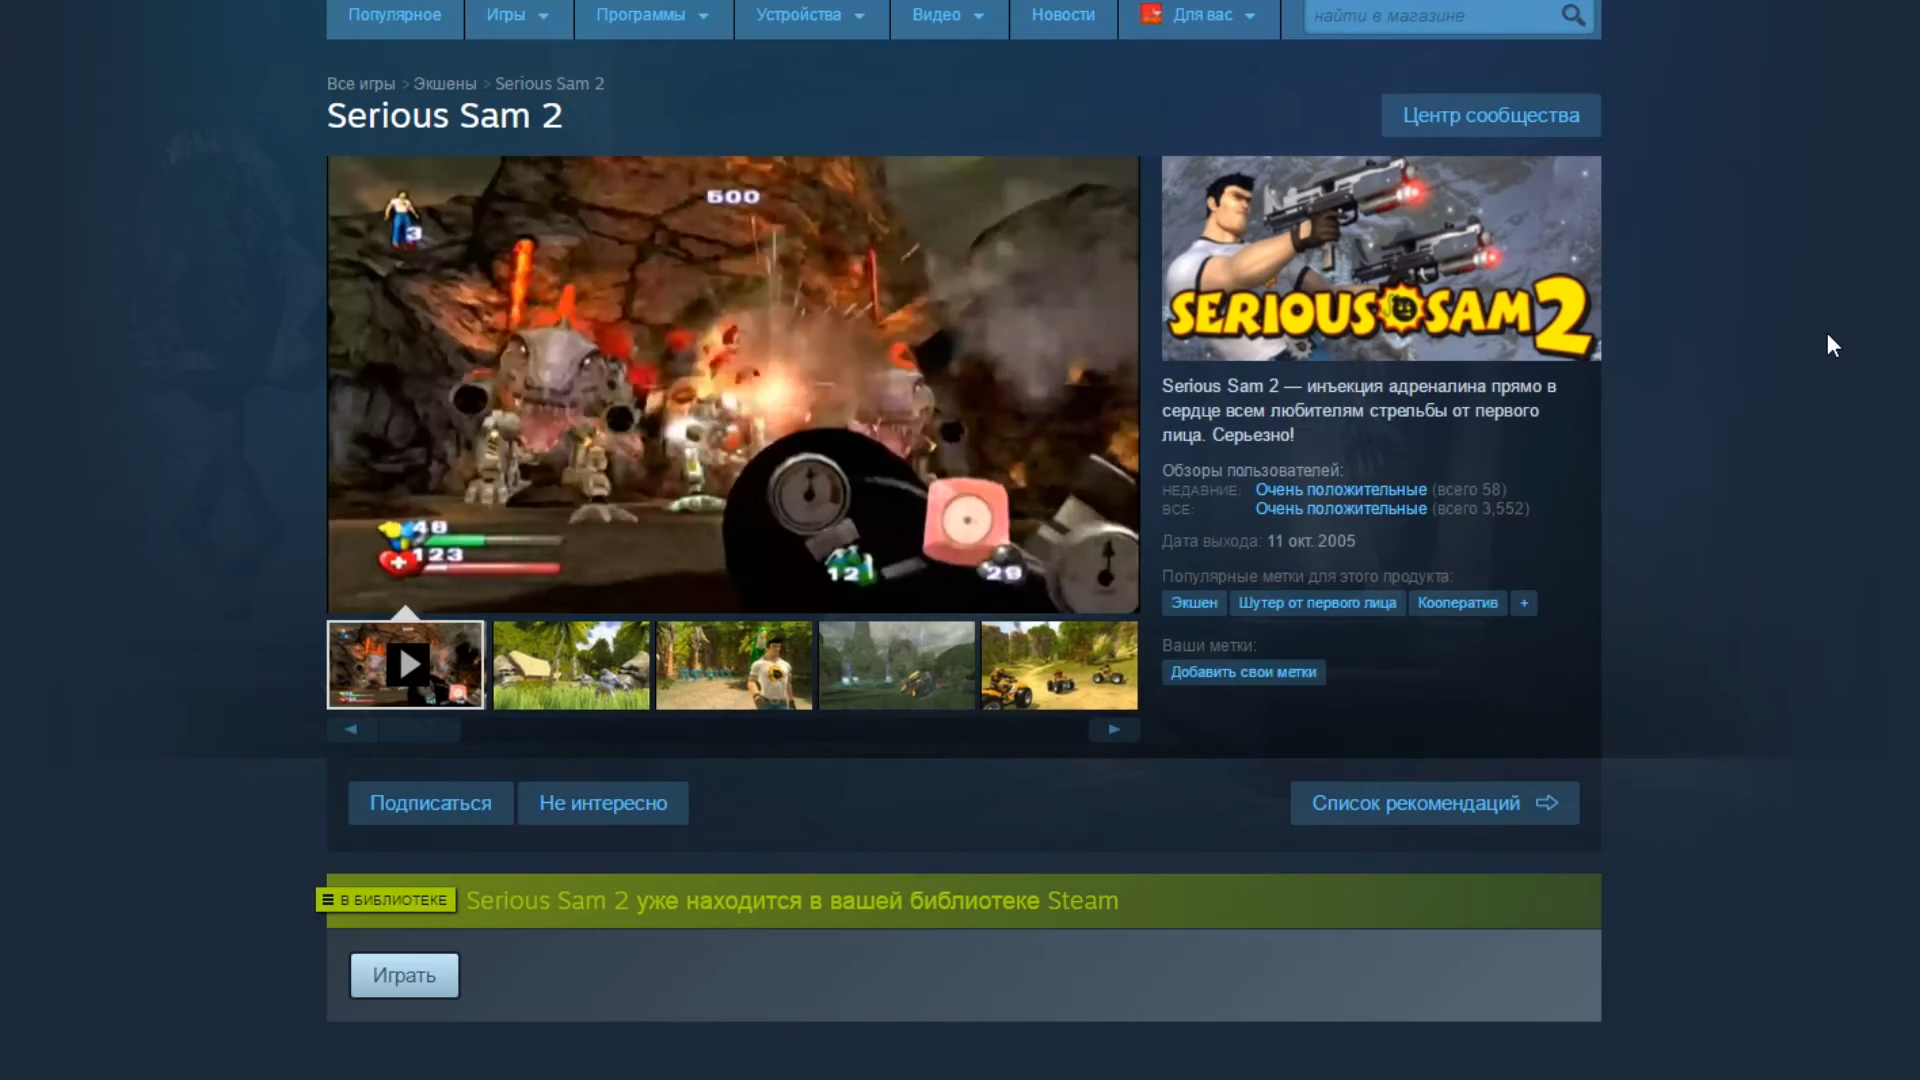 Популярное
Игры
Программы
Устройства
Видео
Новости
Для вас
найти в магазине
Все игры > Экшены > Serious Sam 2
Serious Sam 2
Центр сообщества
500
3
48
123
121
29
SERIOUS SAM 2
Serious Sam 2 — инъекция адреналина прямо в
сердце всем любителям стрельбы от первого
лица. Серьезно!
Обзоры пользователей:
НЕДАВНИЕ: Очень положительные (всего 58)
ВСЕ: Очень положительные (всего 3,552)
Дата выхода: 11 окт. 2005
Популярные метки для этого продукта:
Экшен Шутер от первого лица Кооператив +
Ваши метки:
Добавить свои метки
Подписаться
Не интересно
Список рекомендаций
В БИБЛИОТЕКЕ
Serious Sam 2 уже находится в вашей библиотеке Steam
Играть